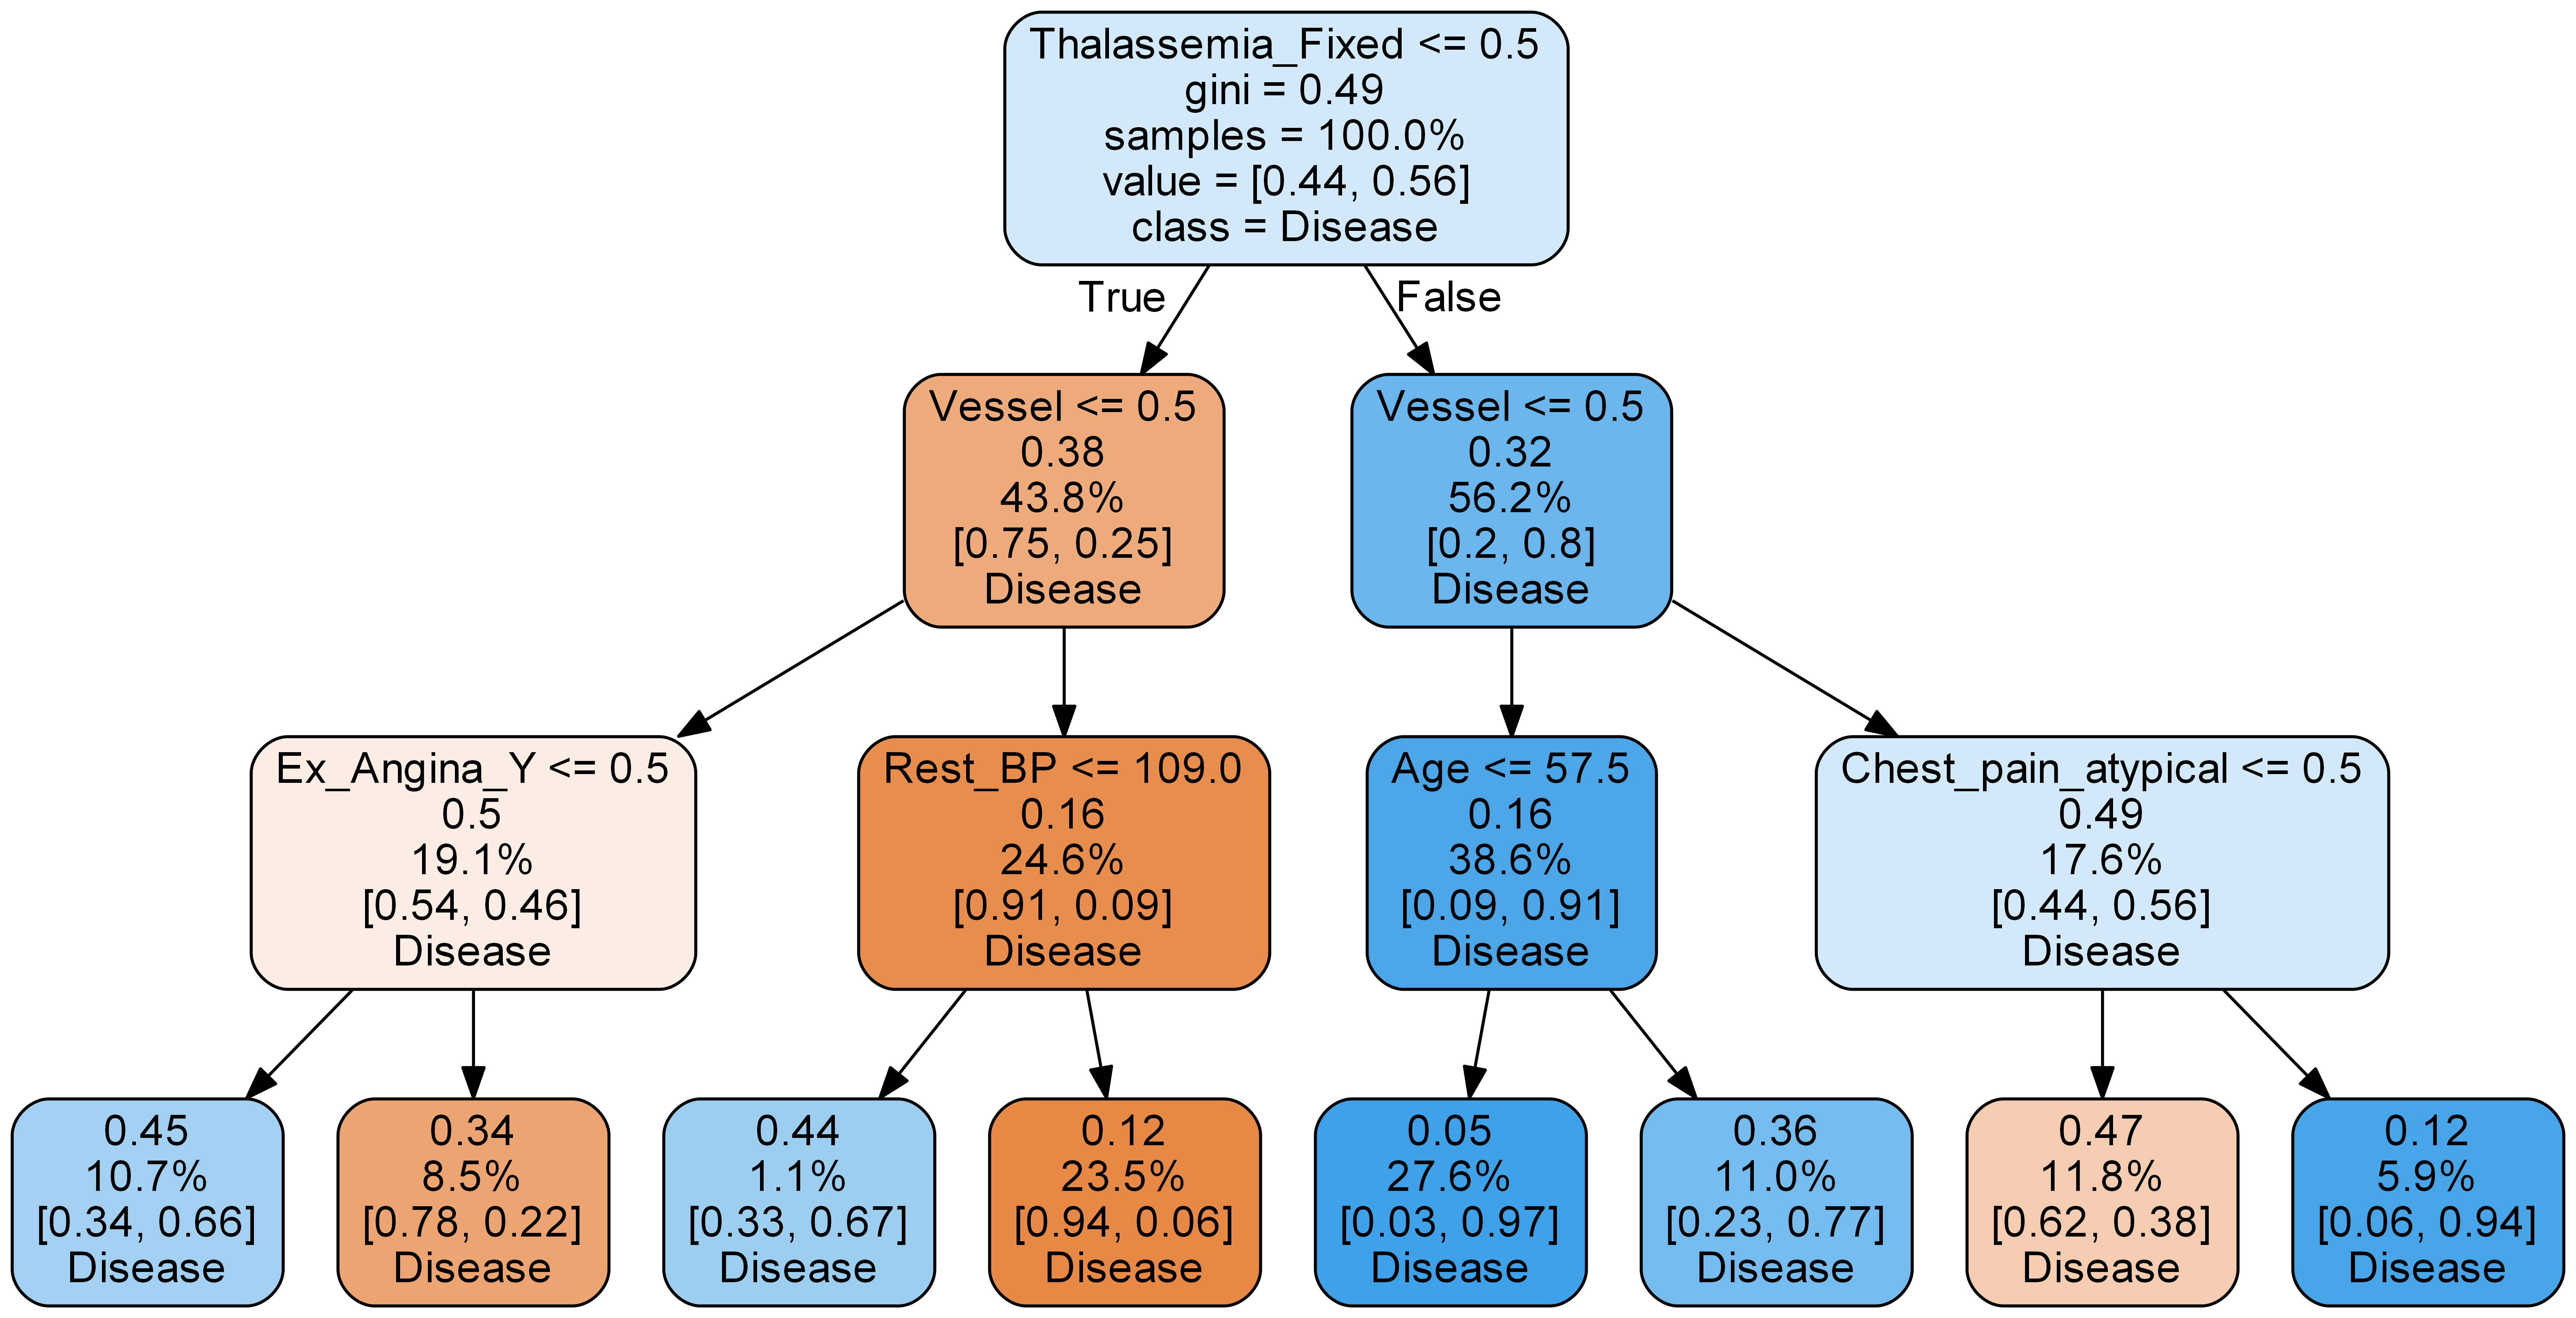 Thalassemia_Fixed <= 0.5
gini = 0.49
samples = 100.0%
value = [0.44, 0.56]
class = Disease
True
False
Vessel <= 0.5
0.38
43.8%
[0.75, 0.25]
Disease
Vessel <= 0.5
0.32
56.2%
[0.2, 0.8]
Disease
Ex_Angina_Y <= 0.5
0.5
19.1%
[0.54, 0.46]
Disease
Rest_BP <= 109.0
0.16
24.6%
[0.91, 0.09]
Disease
Age <= 57.5
0.16
38.6%
[0.09, 0.91]
Disease
Chest_pain_atypical <= 0.5
0.49
17.6%
[0.44, 0.56]
Disease
0.45
10.7%
[0.34, 0.66]
Disease
0.34
8.5%
[0.78, 0.22]
Disease
0.44
1.1%
[0.33, 0.67]
Disease
0.12
23.5%
[0.94, 0.06]
Disease
0.05
27.6%
[0.03, 0.97]
Disease
0.36
11.0%
[0.23, 0.77]
Disease
0.47
11.8%
[0.62, 0.38]
Disease
0.12
5.9%
[0.06, 0.94]
Disease